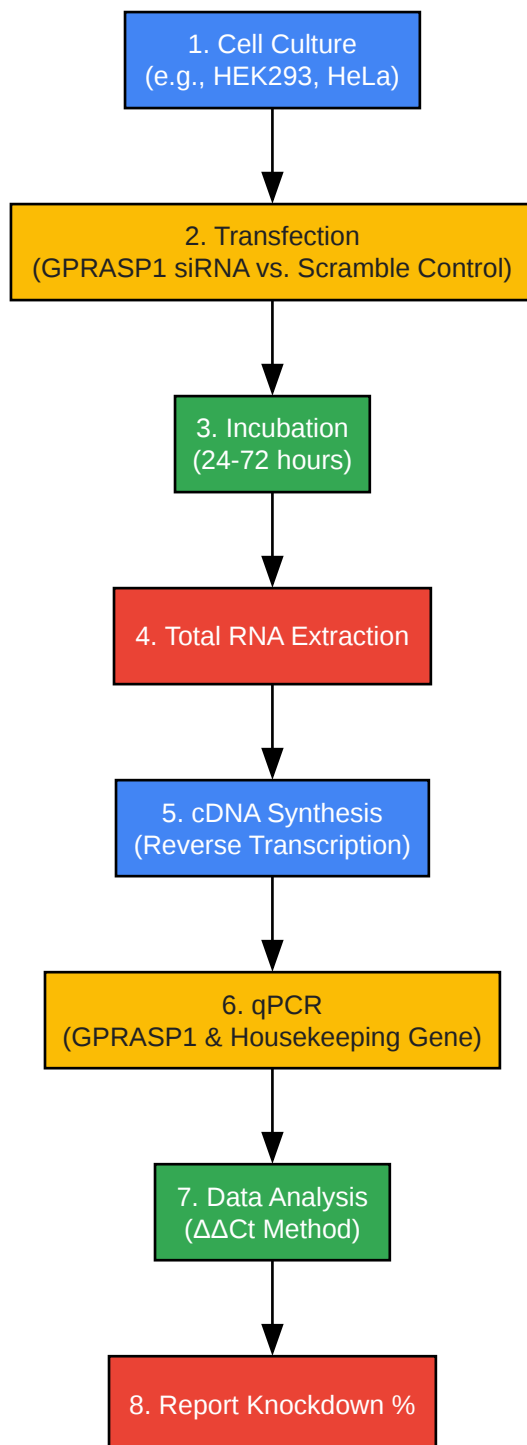 1. Cell Culture
(e.g., HEK293, HeLa)
2. Transfection
(GPRASP1 siRNA vs. Scramble Control)
3. Incubation
(24-72 hours)
4. Total RNA Extraction
5. cDNA Synthesis
(Reverse Transcription)
6. qPCR
(GPRASP1 & Housekeeping Gene)
7. Data Analysis
(ΔΔCt Method)
8. Report Knockdown %